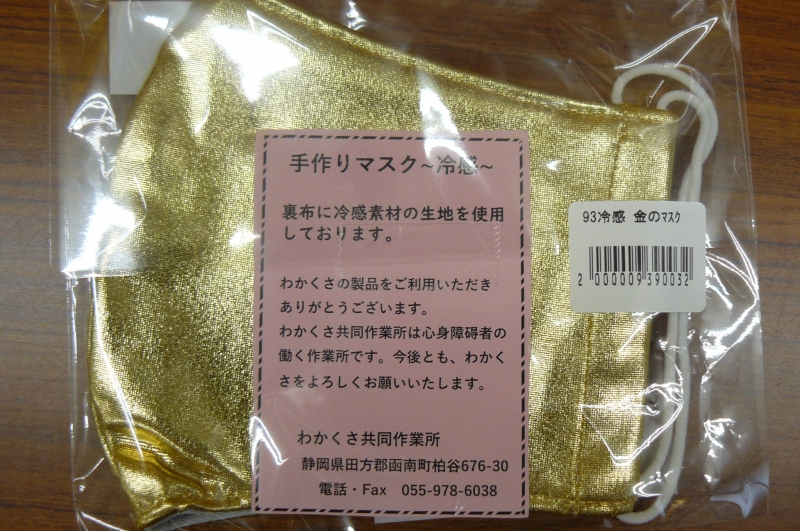 手作りマスク~冷感~
裏布に冷感素材の生地を使用
しております。
わかくさの製品をご利用いただき
ありがとうございます。
わかくさ共同作業所は心身障碍者の
働く作業所です。今後とも、わかく
さをよろしくお願いいたします。
わかくさ共同作業所
静岡県田方郡函南町柏谷676-30
電話・Fax 055-978-6038
93冷感 金のマスク
2 000009 390032